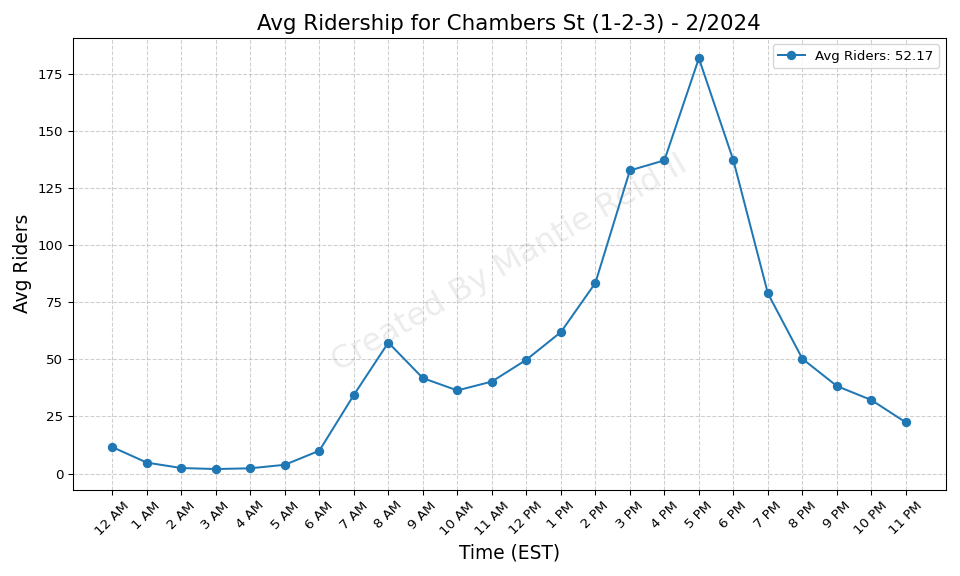 Avg Ridership for Chambers St (1-2-3) - 2/2024
Avg Riders: 52.17
Avg Riders
175
150
125
100
75
50
25
0
Created By Mantle Reid II
12 AM
1 AM
2 AM
3 AM
4 AM
5 AM
6 AM
7 AM
8 AM
9 AM
10 AM
11 AM
12 PM
1 PM
2 PM
3 PM
4 PM
5 PM
6 PM
7 PM
8 PM
9 PM
10 PM
11 PM
Time (EST)